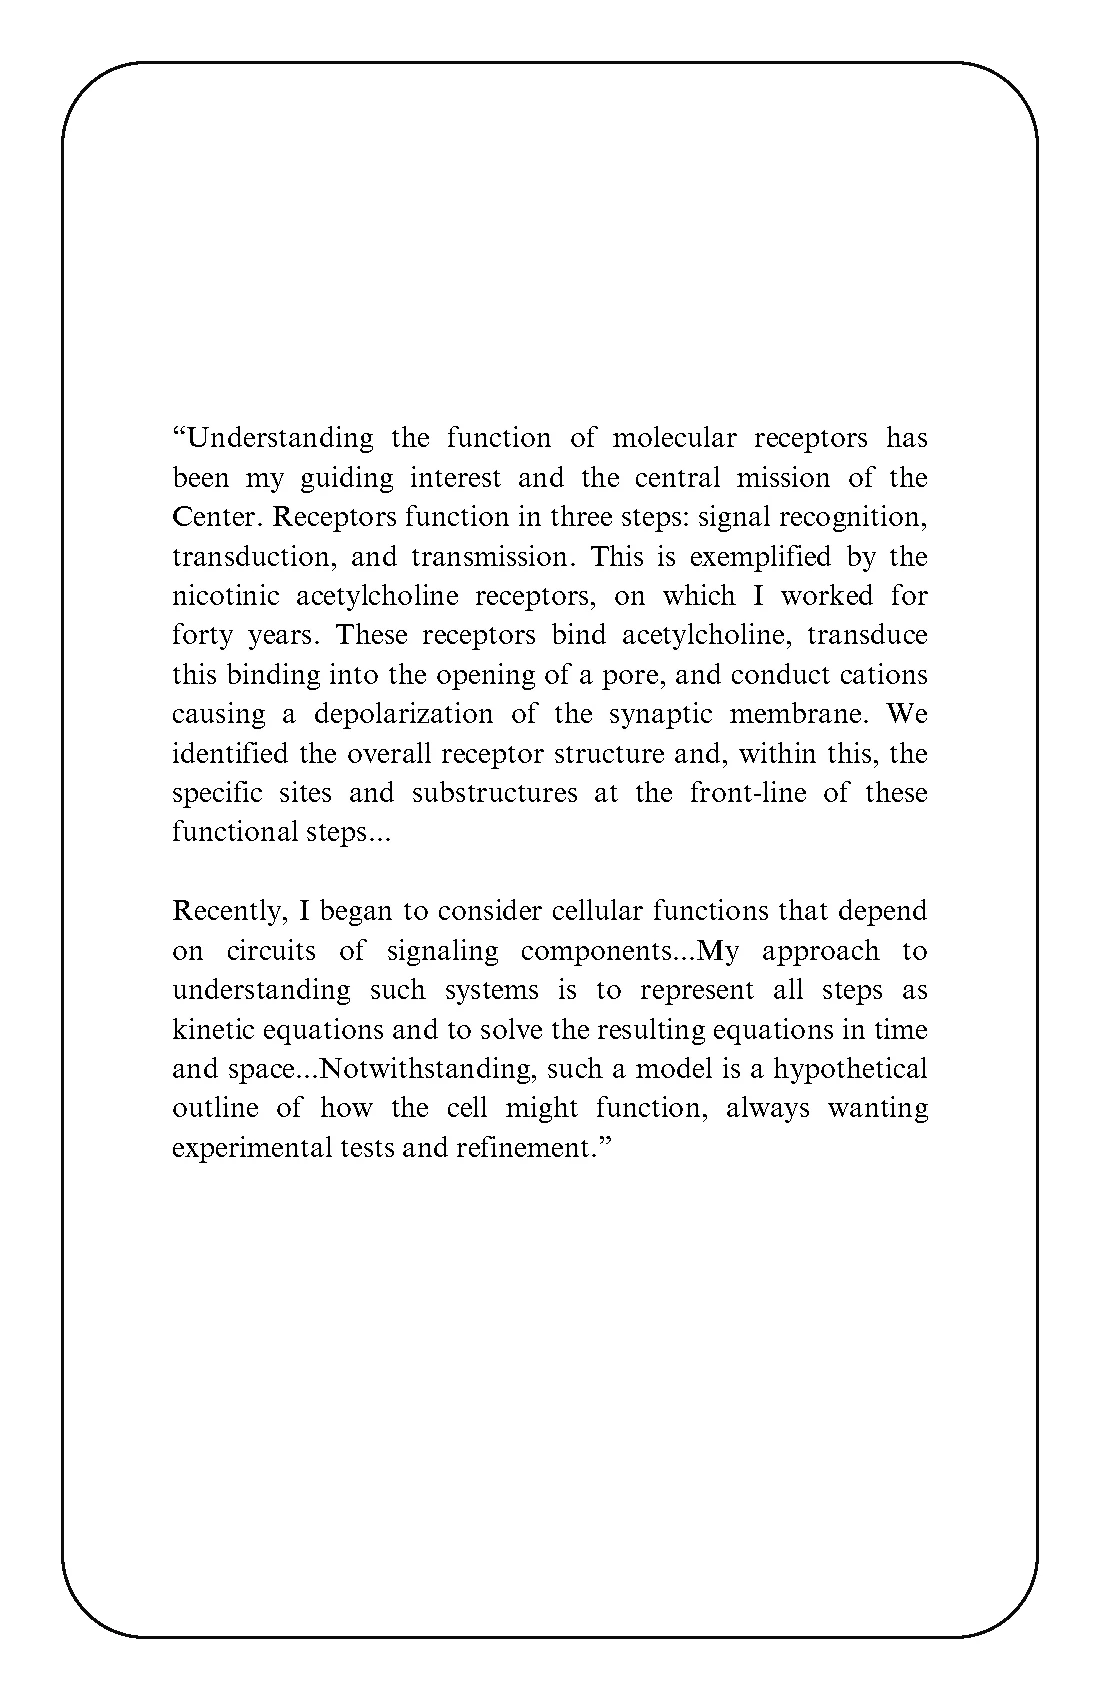 “Understanding the function of molecular receptors has
been my guiding interest and the central mission of the
Center. Receptors function in three steps: signal recognition,
transduction, and transmission. This is exemplified by the
nicotinic acetylcholine receptors, on which I worked for
forty years. These receptors bind acetylcholine, transduce
this binding into the opening of a pore, and conduct cations
causing a depolarization of the synaptic membrane. We
identified the overall receptor structure and, within this, the
specific sites and substructures at the front-line of these
functional steps...
Recently, I began to consider cellular functions that depend
on circuits of signaling components...My approach to
understanding such systems is to represent all steps as
kinetic equations and to solve the resulting equations in time
and space...Notwithstanding, such a model is a hypothetical
outline of how the cell might function, always wanting
experimental tests and refinement.”